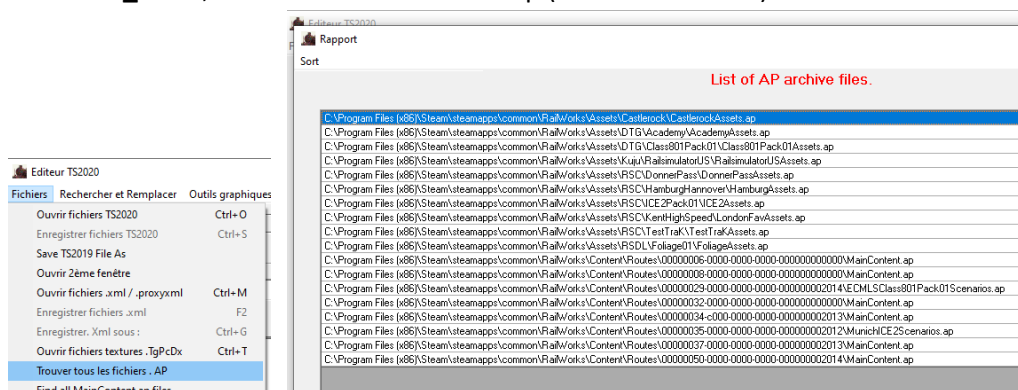 Editeur TS2020
Rapport
Sort
List of AP archive files.
C:\Program Files (x86)\Steam\steamapps\common\RailWorks\Assets\Castlerock\CastlerockAssets.ap
C:\Program Files (x86)\Steam\steamapps\common\RailWorks\Assets\DTG\Academy\AcademyAssets.ap
C:\Program Files (x86)\Steam\steamapps\common\RailWorks\Assets\DTG\Class801Pack01\Class801Pack01Assets.ap
C:\Program Files (x86)\Steam\steamapps\common\RailWorks\Assets\Kuju\RailsimulatorUS\RailsimulatorUSAssets.ap
C:\Program Files (x86)\Steam\steamapps\common\RailWorks\Assets\RSC\DonnerPass\DonnerPassAssets.ap
C:\Program Files (x86)\Steam\steamapps\common\RailWorks\Assets\RSC\HamburgHannover\HamburgAssets.ap
C:\Program Files (x86)\Steam\steamapps\common\RailWorks\Assets\RSC\ICE2Pack01\ICE2Assets.ap
C:\Program Files (x86)\Steam\steamapps\common\RailWorks\Assets\RSC\KentHighSpeed\LondonFavAssets.ap
C:\Program Files (x86)\Steam\steamapps\common\RailWorks\Assets\RSC\TestTraK\TestTraKAssets.ap
C:\Program Files (x86)\Steam\steamapps\common\RailWorks\Assets\RSDL\Foliage01\FoliageAssets.ap
C:\Program Files (x86)\Steam\steamapps\common\RailWorks\Content\Routes\00000006-0000-0000-0000-000000000000\MainContent.ap
C:\Program Files (x86)\Steam\steamapps\common\RailWorks\Content\Routes\00000008-0000-0000-0000-000000000000\MainContent.ap
C:\Program Files (x86)\Steam\steamapps\common\RailWorks\Content\Routes\00000029-0000-0000-0000-000000002014\ECMLSClass801Pack01Scenarios.ap
C:\Program Files (x86)\Steam\steamapps\common\RailWorks\Content\Routes\00000032-0000-0000-0000-000000000000\MainContent.ap
C:\Program Files (x86)\Steam\steamapps\common\RailWorks\Content\Routes\00000034-c000-0000-0000-000000002013\MainContent.ap
C:\Program Files (x86)\Steam\steamapps\common\RailWorks\Content\Routes\00000035-0000-0000-0000-000000002012\MunichICE2Scenarios.ap
C:\Program Files (x86)\Steam\steamapps\common\RailWorks\Content\Routes\00000037-0000-0000-0000-000000002013\MainContent.ap
C:\Program Files (x86)\Steam\steamapps\common\RailWorks\Content\Routes\00000050-0000-0000-0000-000000002014\MainContent.ap
Editeur TS2020
Fichiers Rechercher et Remplacer Outils graphiques
Ouvrir fichiers TS2020 Ctrl+O
Enregistrer fichiers TS2020 Ctrl+S
Save TS2019 File As
Ouvrir 2ème fenêtre
Ouvrir fichiers .xml / .proxyxml Ctrl+M
Enregistrer fichiers .xml F2
Enregistrer. Xml sous : Ctrl+G
Ouvrir fichiers textures .TgPcDx Ctrl+T
Trouver tous les fichiers . AP
Find all MainContent.ap files